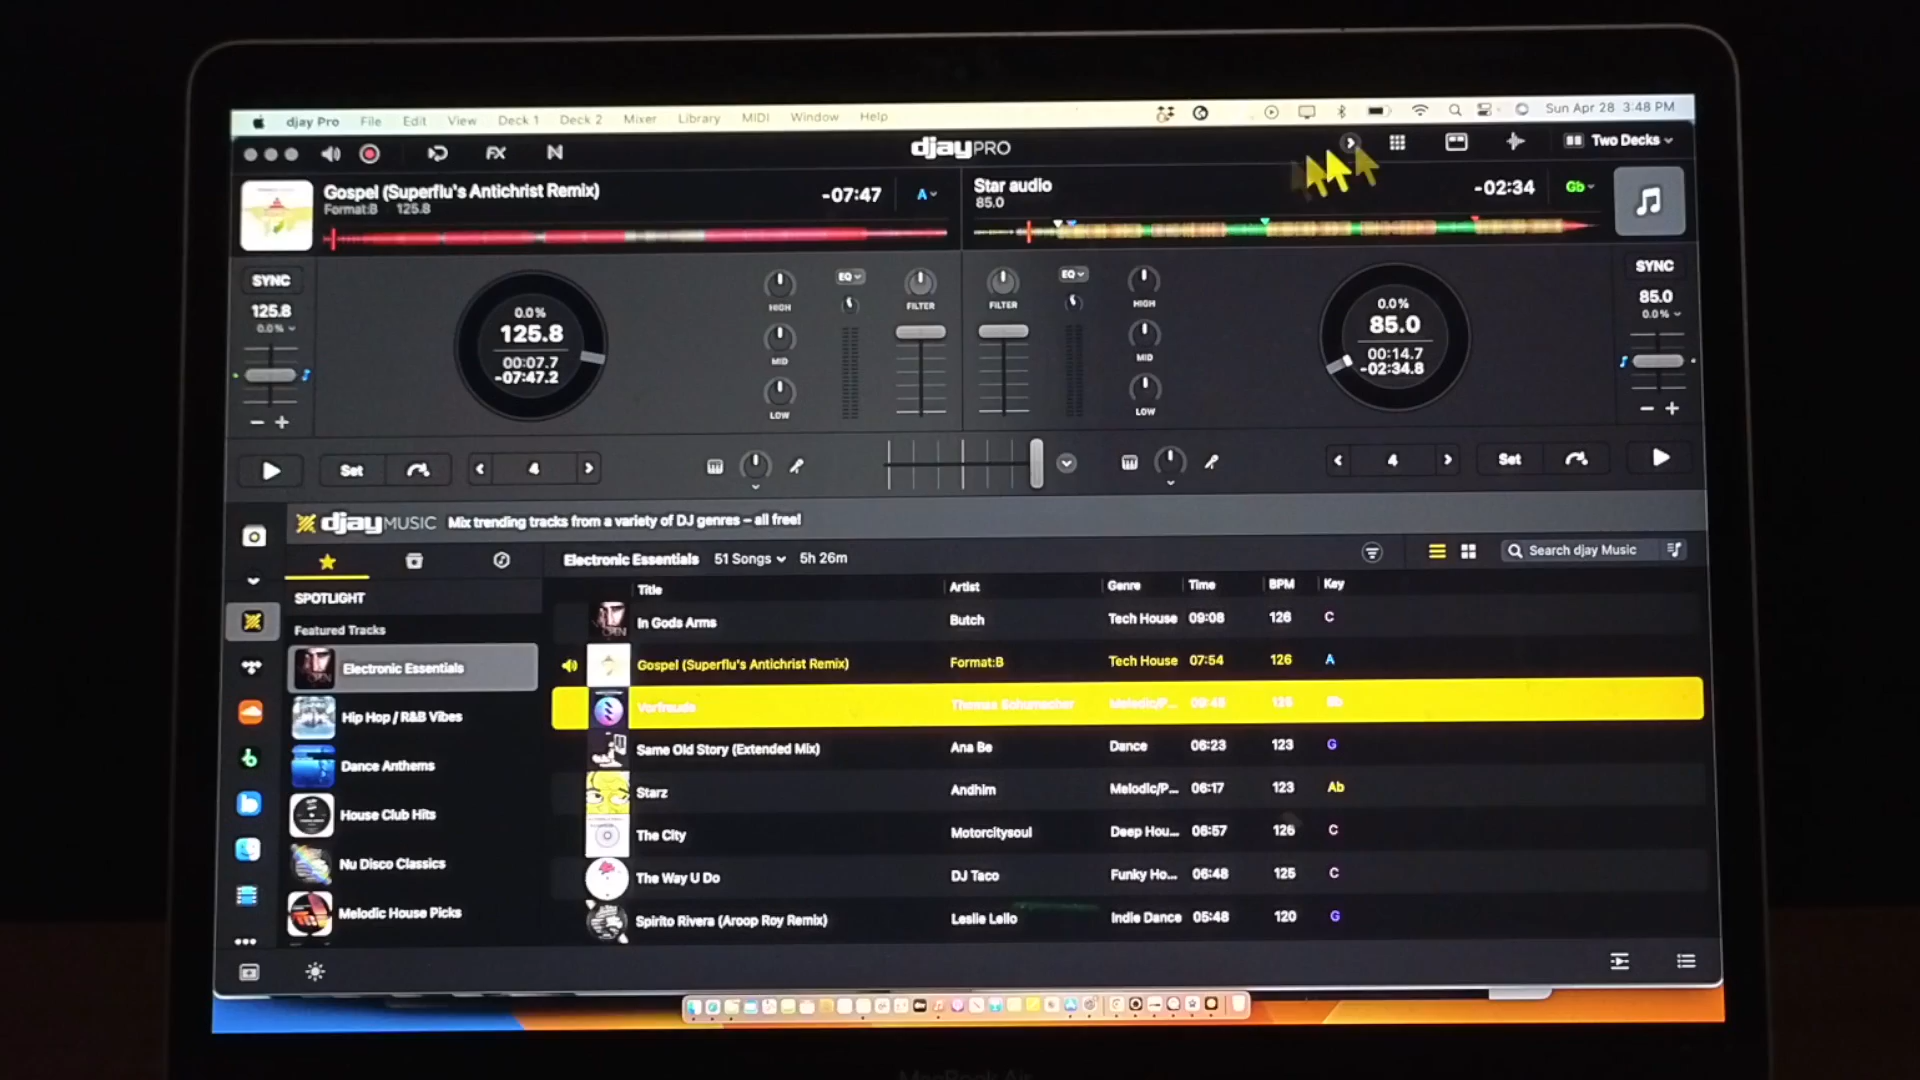 djay Pro File Edit View Deck 1 Deck 2 Mixer Library MIDI Window Help Sun Apr 28 3:48 PM
FX djayPRO Two Decks
Gospel (Superflu's Antichrist Remix) -07:47 A Star audio -02:34 Gb
Format:B 125.8 85.0
SYNC SYNC
125.8 HIGH EQ FILTER FILTER EQ HIGH 85.0
0.0% 0.0% 0.0% 0.0%
125.8 85.0
00:07.7 MID MID 00:14.7
-07:47.2 -02:34.8
LOW LOW
Set 4 4 Set
djayMUSIC Mix trending tracks from a variety of DJ genres – all free!
Electronic Essentials 51 Songs 5h 26m Search djay Music
Title Artist Genre Time BPM Key
SPOTLIGHT
In Gods Arms Butch Tech House 09:08 126 C
Featured Tracks
Electronic Essentials
Gospel (Superflu's Antichrist Remix) Format:B Tech House 07:54 126 A
Hip Hop / R&B Vibes
Vorfreude Thomas Schumacher Melodic/P...
Same Old Story (Extended Mix) Ana Be Dance 06:23 123 G
Dance Anthems
Starz Andhim Melodic/P... 06:17 123 Ab
House Club Hits
The City Motorcitysoul Deep Hou... 06:57 126 C
Nu Disco Classics
The Way U Do DJ Taco Funky Ho... 06:48 125 C
Melodic House Picks
Spirito Rivera (Aroop Roy Remix) Leslie Lello Indie Dance 05:48 120 G
MacBook Air